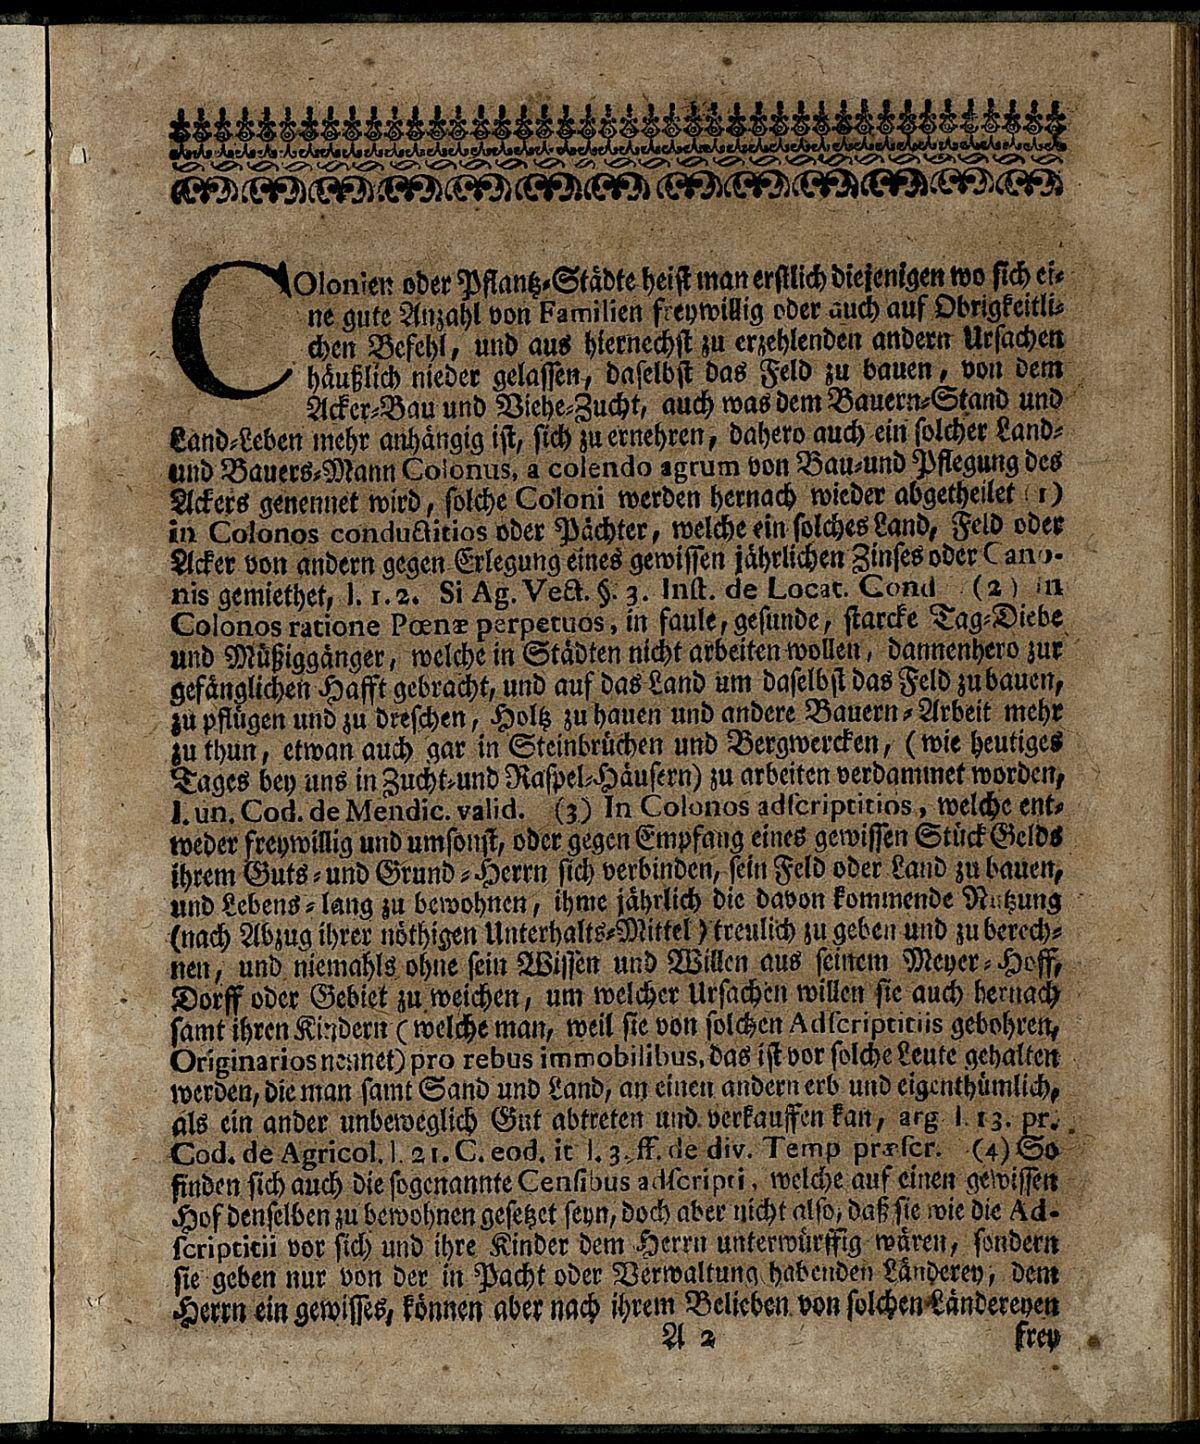 COlonien oder Pflantz-Städte heist man erstlich diejenigen wo sich ei-
ne gute Anzahl von Familien freywillig oder auch auf Obrigkeitli-
chen Befehl, und aus hiernechst zu erzehlenden andern Ursachen
häußlich nieder gelassen, daselbst das Feld zu bauen, von dem
Acker-Bau und Viehe-Zucht, auch was dem Bauern-Stand und
Land-Leben mehr anhängig ist, sich zu ernehren, dahero auch ein solcher Land-
und Bauers-Mann Colonus, a colendo agrum von Bau-und Pflegung des
Ackers genennet wird, solche Coloni werden hernach wieder abgetheilet (1)
in Colonos conductitios oder Pächter, welche ein solches Land, Feld oder
Acker von andern gegen Erlegung eines gewissen jährlichen Zinses oder Cano-
nis gemiethet, l. 1. 2. Si Ag. Vect. §. 3. Inst. de Locat. Cond (2) in
Colonos ratione Pœnæ perpetuos, in faule, gesunde, starcke Tag-Diebe
und Müßiggänger, welche in Städten nicht arbeiten wollen, dannenhero zur
gefänglichen Hafft gebracht, und auf das Land um daselbst das Feld zu bauen,
zu pflügen und zu dreschen, Holtz zu hauen und andere Bauern-Arbeit mehr
zu thun, etwan auch gar in Steinbrüchen und Bergwercken, (wie heutiges
Tages bey uns in Zucht-und Raspel-Häusern) zu arbeiten verdammet worden,
l. un. Cod. de Mendic. valid. (3) In Colonos adscriptitios, welche ent-
weder freywillig und umsonst, oder gegen Empfang eines gewissen Stück Gelds
ihrem Guts-und Grund-Herrn sich verbinden, sein Feld oder Land zu bauen,
und Lebens-lang zu bewohnen, ihme jährlich die davon kommende Nutzung
(nach Abzug ihrer nöthigen Unterhalts-Mittel) treulich zu geben und zu berech-
nen, und niemahls ohne sein Wissen und Willen aus seinem Meyer-Hoff,
Dorff oder Gebiet zu weichen, um welcher Ursachen willen sie auch hernach
samt ihren Kindern (welche man, weil sie von solchen Adscriptitiis gebohren,
Originarios nennet) pro rebus immobilibus, das ist vor solche Leute gehalten
werden, die man samt Sand und Land, an einen andern erb und eigenthümlich,
als ein ander unbeweglich Gut abtreten und verkauffen kan, arg l. 13. pr.
Cod. de Agricol. l. 21. C. eod. it l. 3. ff. de div. Temp præscr. (4) So
finden sich auch die sogenannte Censibus adscripti, welche auf einen gewissen
Hof denselben zu bewohnen gesetzet seyn, doch aber nicht also, daß sie wie die Ad-
scriptitii vor sich und ihre Kinder dem Herrn unterwürffig wären, sondern
sie geben nur von der in Pacht oder Verwaltung habenden Länderey, dem
Herrn ein gewisses, können aber nach ihrem Belieben von solchen Ländereyen
A 2 frey